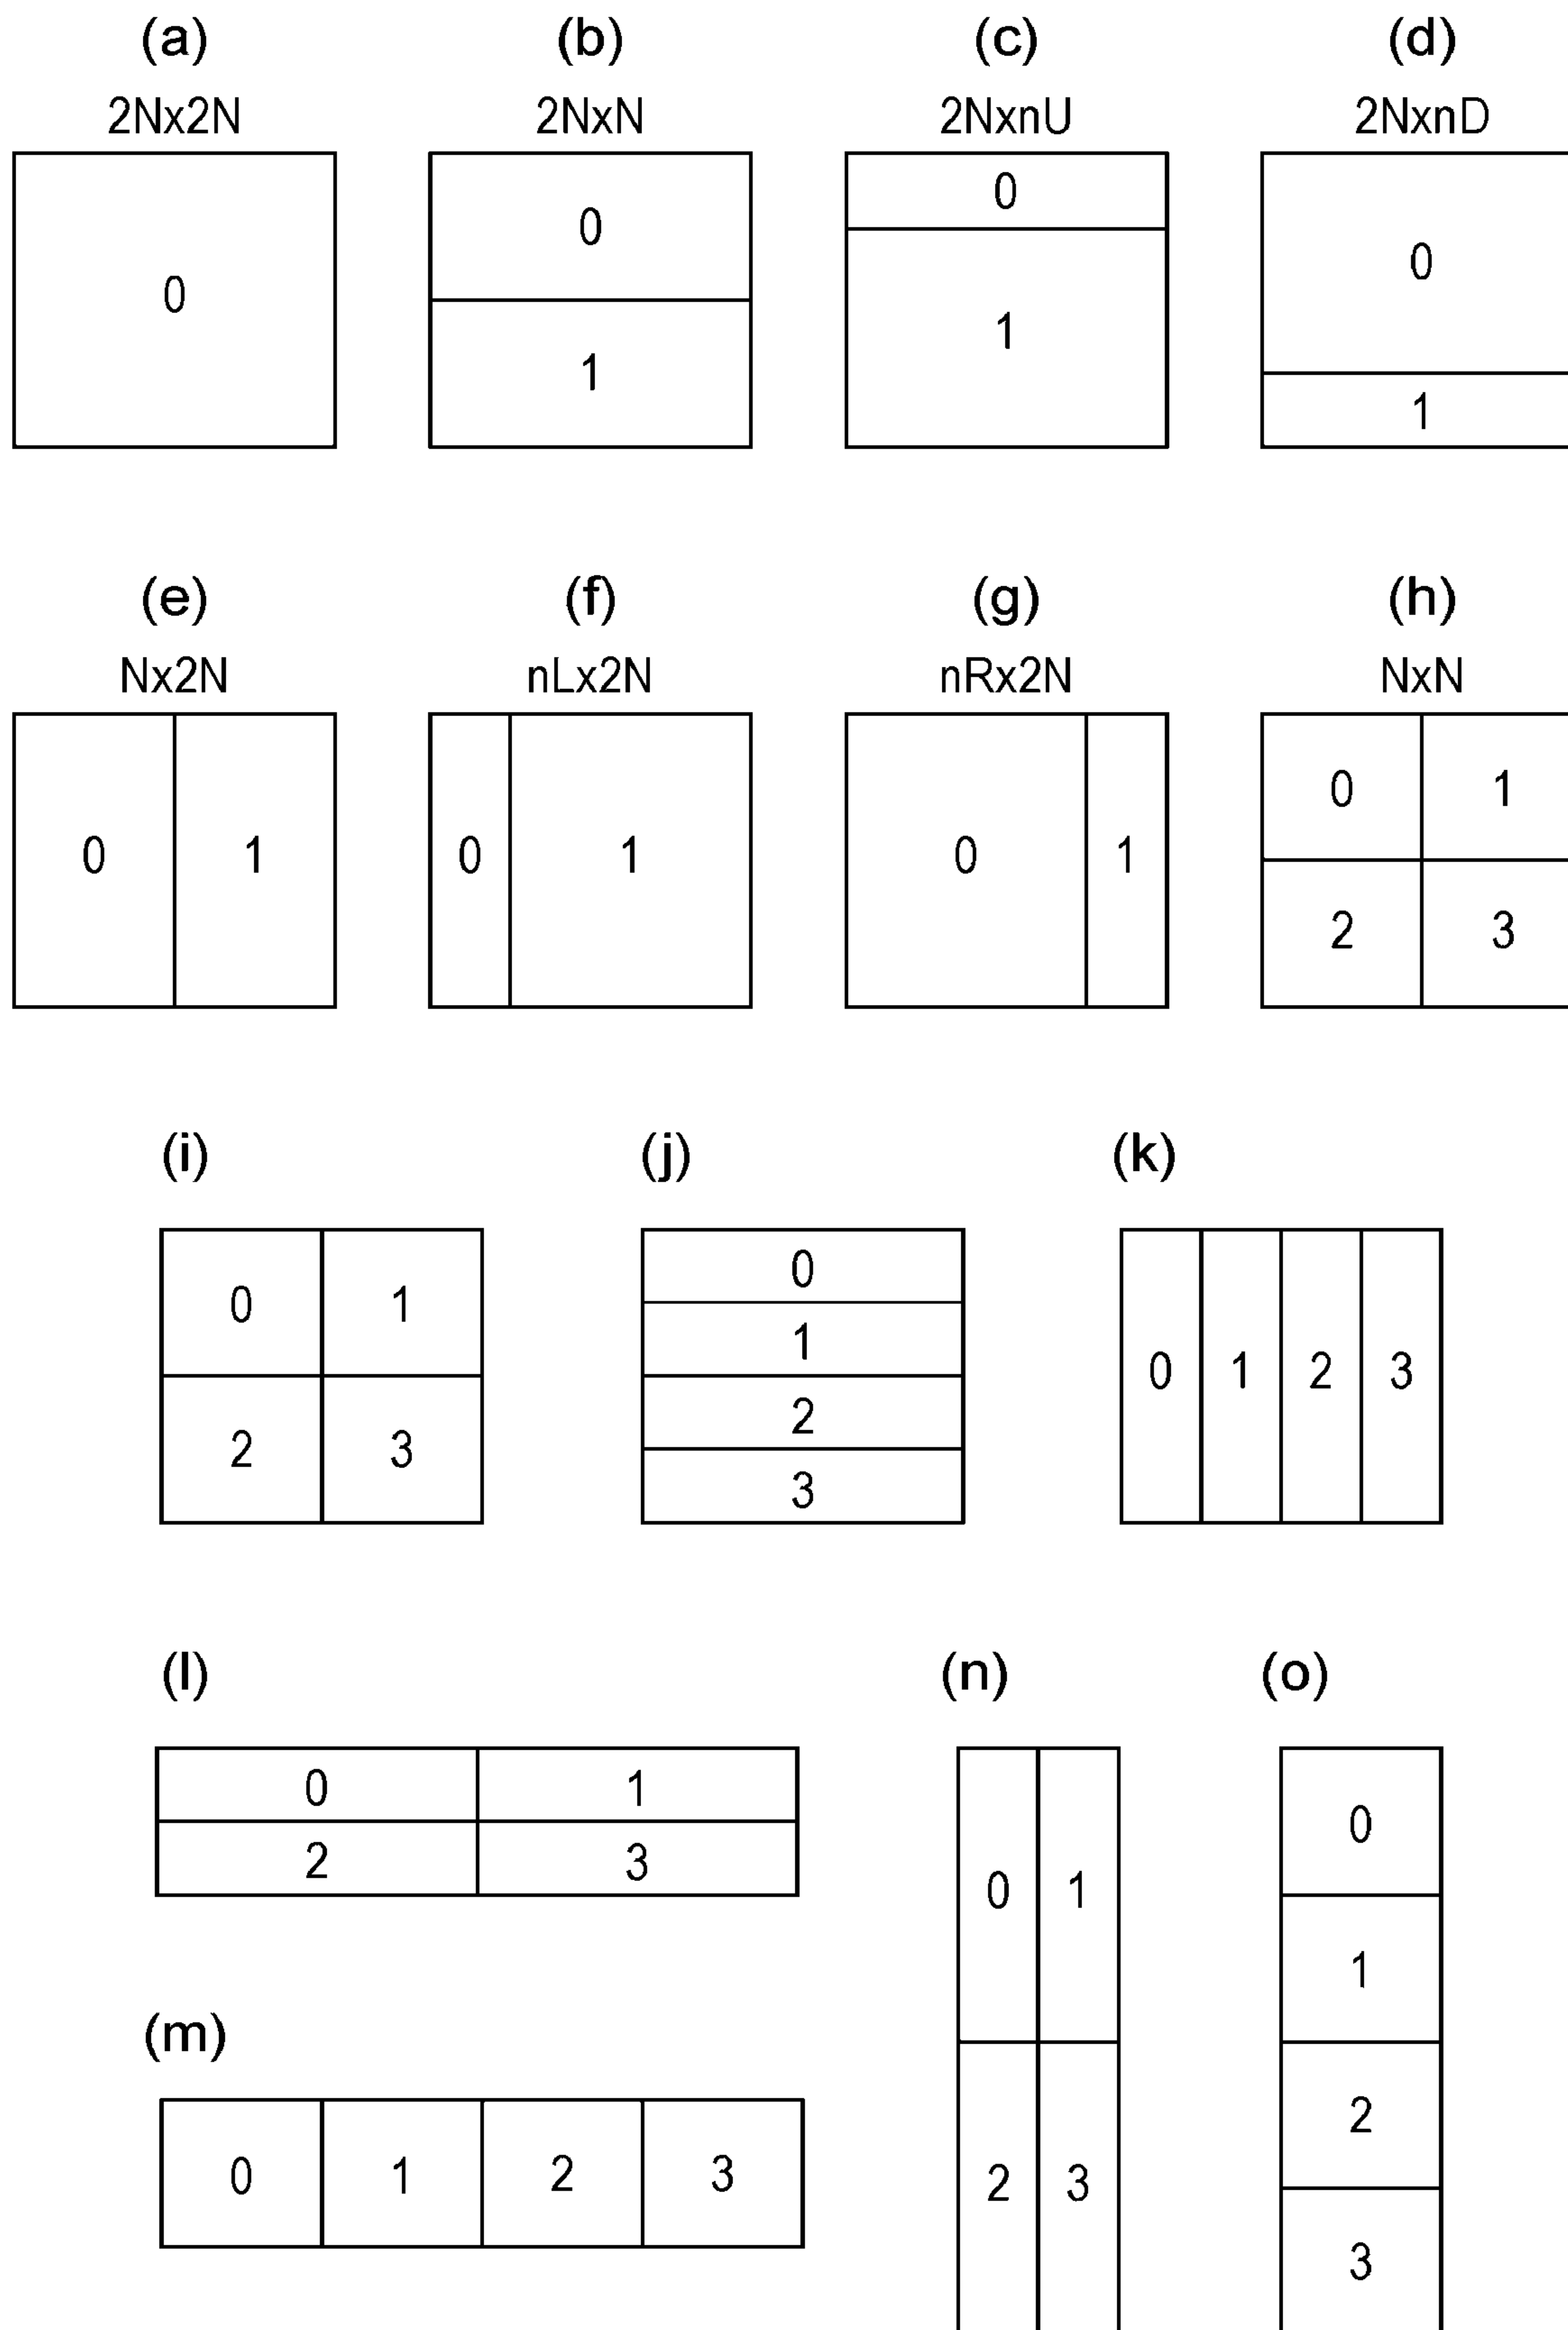 (a) (b) (c) (d)
2Nx2N 2NxN 2NxnU 2NxnD
0 0 0 0
1 1 1
(e) (f) (g) (h)
Nx2N nLx2N nRx2N NxN
0 1 0 1 0 1 0 1
2 3
(i) (j) (k)
0 1 0 0 1 2 3
2 3 1
2
3
(l) (n) (o)
0 1 0 1 0
2 3 2 3 1
2
3
(m)
0 1 2 3